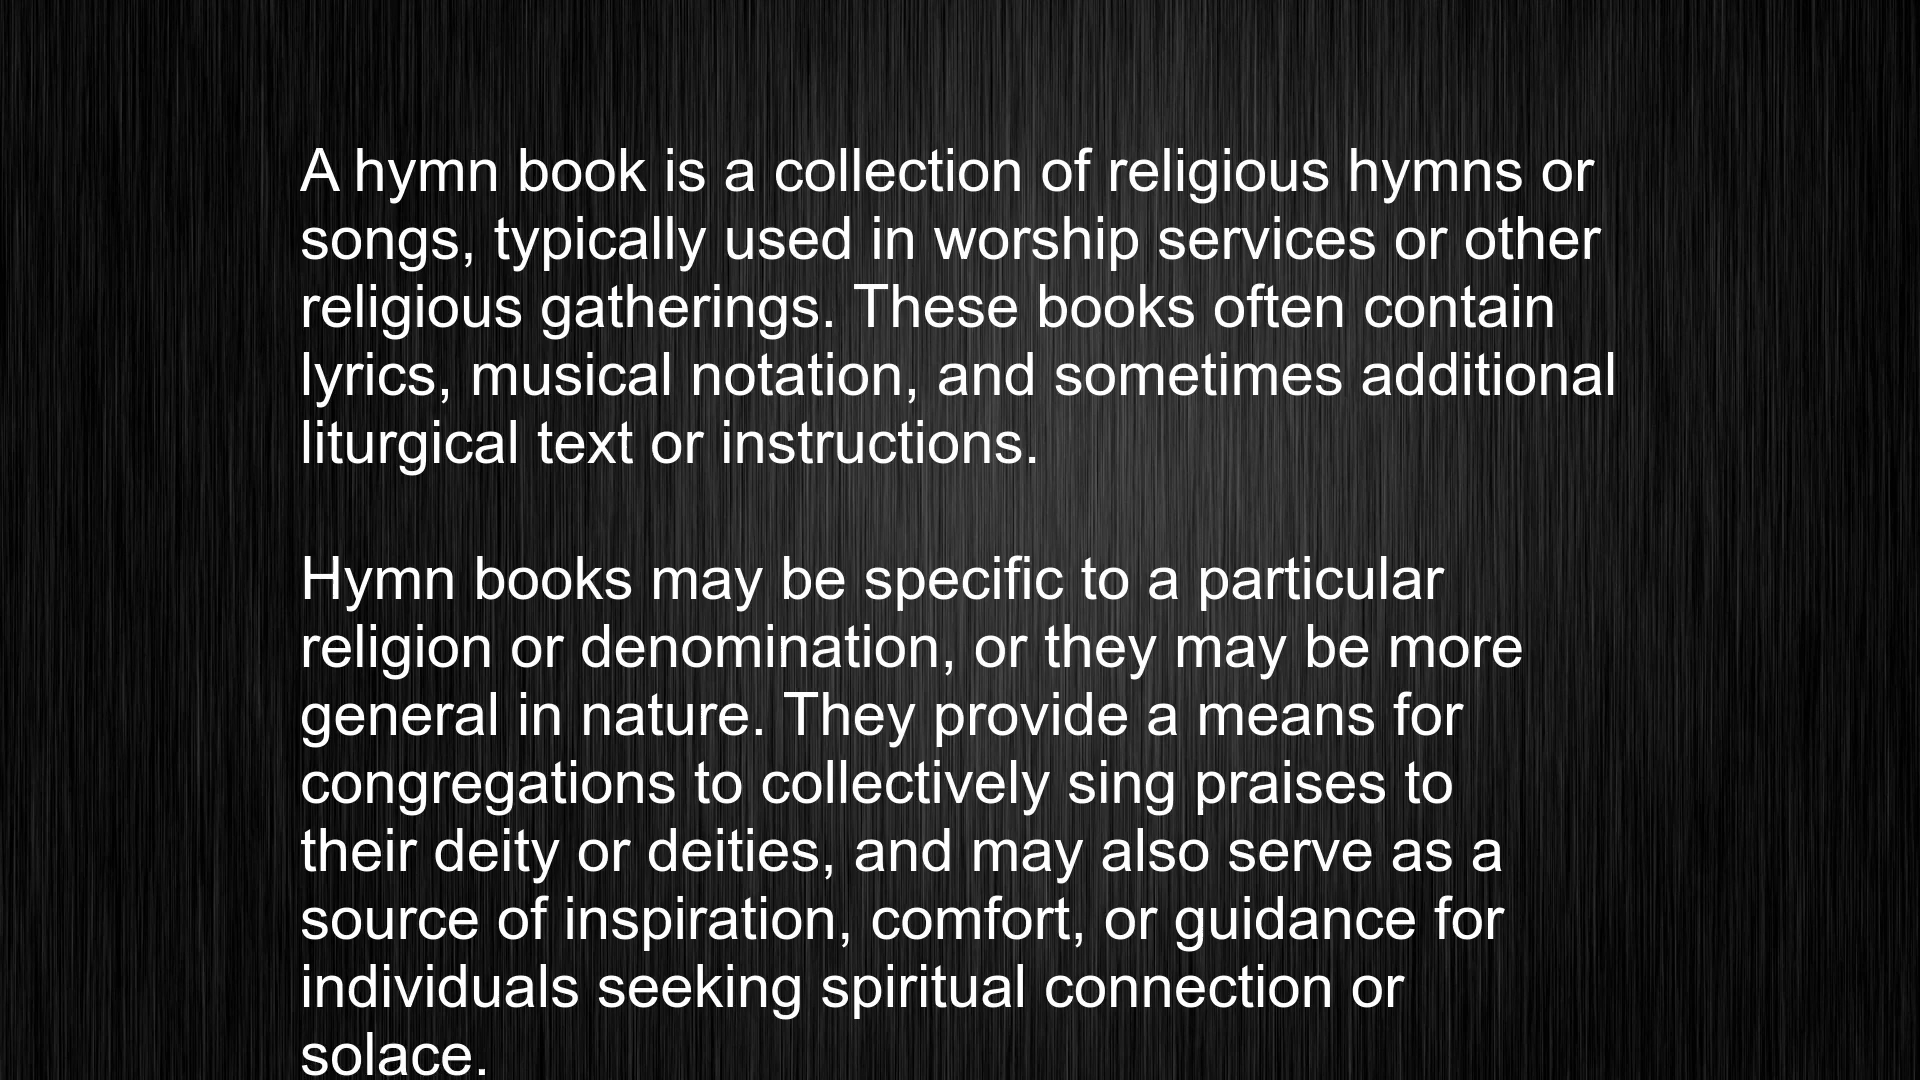 A hymn book is a collection of religious hymns or
songs, typically used in worship services or other
religious gatherings. These books often contain
lyrics, musical notation, and sometimes additional
liturgical text or instructions.
Hymn books may be specific to a particular
religion or denomination, or they may be more
general in nature. They provide a means for
congregations to collectively sing praises to
their deity or deities, and may also serve as a
source of inspiration, comfort, or guidance for
individuals seeking spiritual connection or
solace.